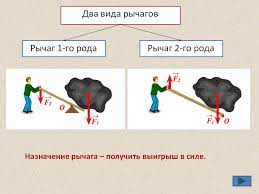 Два вида рычагов
Рычаг 1-го рода
Рычаг 2-го рода
F₂
O
F₁
F₂
F₁
O
Назначение рычага – получить выигрыш в силе.